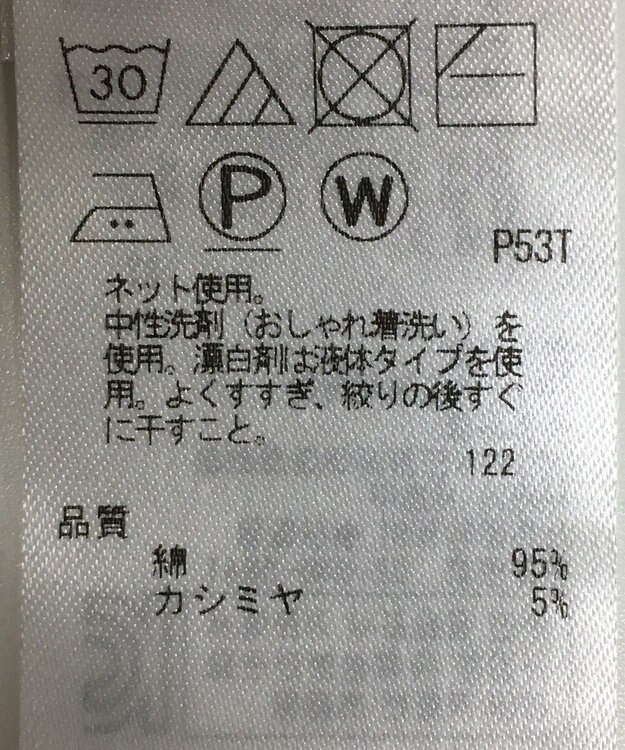 30
P W
P53T
ネット使用。
中性洗剤（おしゃれ着洗い）を
使用。漂白剤は液体タイプを使
用。よくすすぎ、絞りの後すぐ
に干すこと。
122
品質
綿 95%
カシミヤ 5%